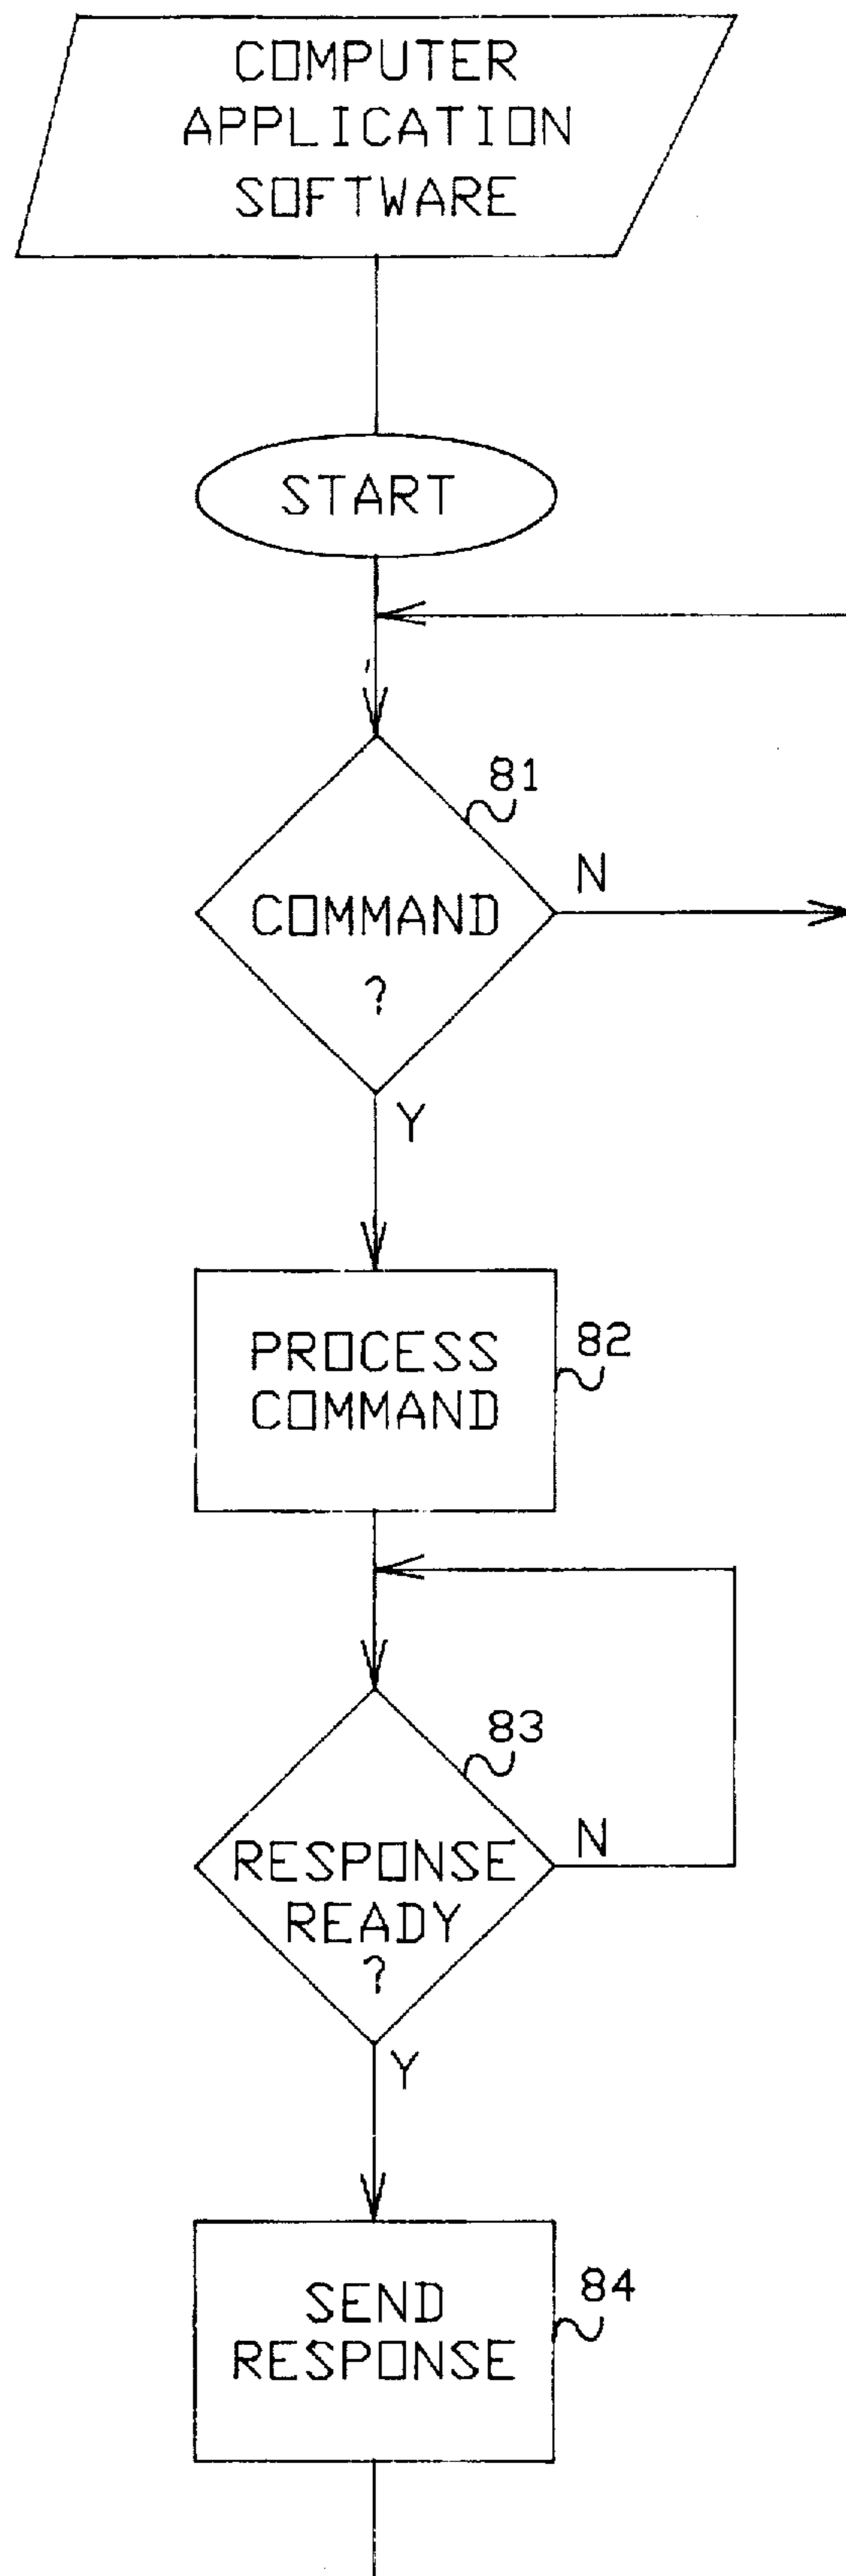 COMPUTER
APPLICATION
SOFTWARE
START
81
COMMAND
?
N
Y
PROCESS
COMMAND
82
83
RESPONSE
READY
?
N
Y
SEND
RESPONSE
84